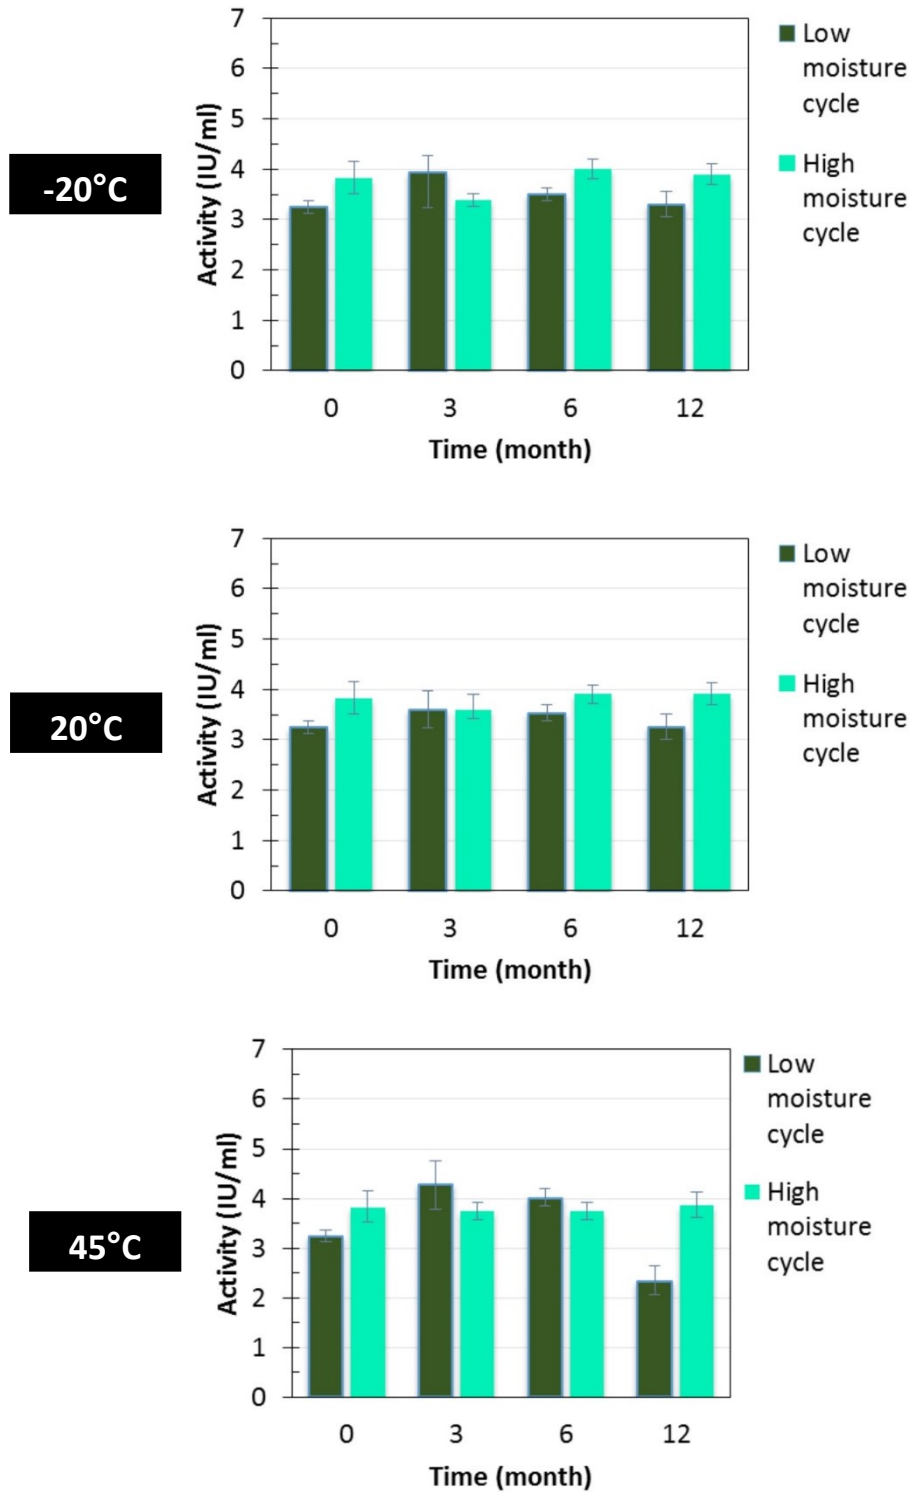 -20°C
Activity (IU/ml)
7
6
5
4
3
2
1
0
0 3 6 12
Time (month)
Low
moisture
cycle
High
moisture
cycle
20°C
Activity (IU/ml)
7
6
5
4
3
2
1
0
0 3 6 12
Time (month)
Low
moisture
cycle
High
moisture
cycle
45°C
Activity (IU/ml)
7
6
5
4
3
2
1
0
0 3 6 12
Time (month)
Low
moisture
cycle
High
moisture
cycle